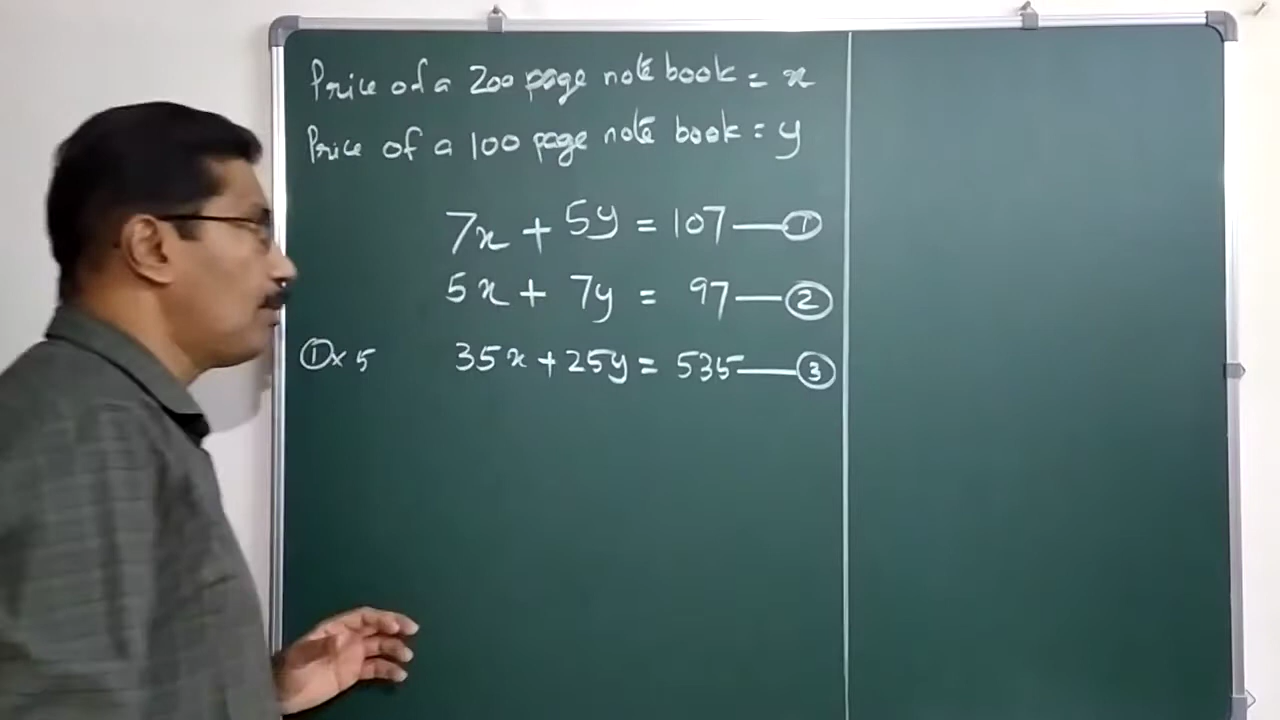 Price of a 200 page note book = x
Price of a 100 page note book = y
7x + 5y = 107 — ①
5x + 7y = 97 — ②
① × 5 35x + 25y = 535 — ③